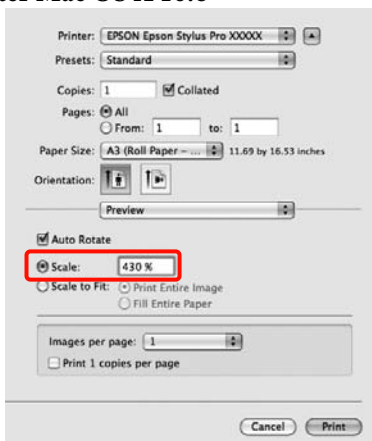 Mac OS X
Printer: EPSON Epson Stylus Pro XXXXX
Presets: Standard
Copies: 1 Collated
Pages: All
From: 1 to: 1
Paper Size: A3 (Roll Paper – ... 11.69 by 16.53 inches
Orientation:
Preview
Auto Rotate
Scale: 430 %
Scale to Fit: Print Entire Image
Fill Entire Paper
Images per page: 1
Print 1 copies per page
Cancel Print